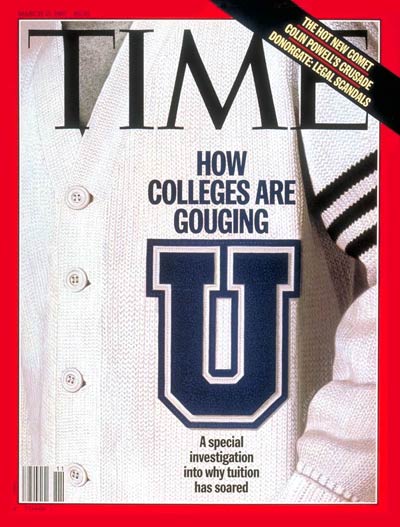 TIME
THE HOT NEW COMET
COLIN POWELL'S CRUSADE
DONORGATE: LEGAL SCANDALS
HOW
COLLEGES ARE
GOUGING
U
A special
investigation
into why tuition
has soared
11